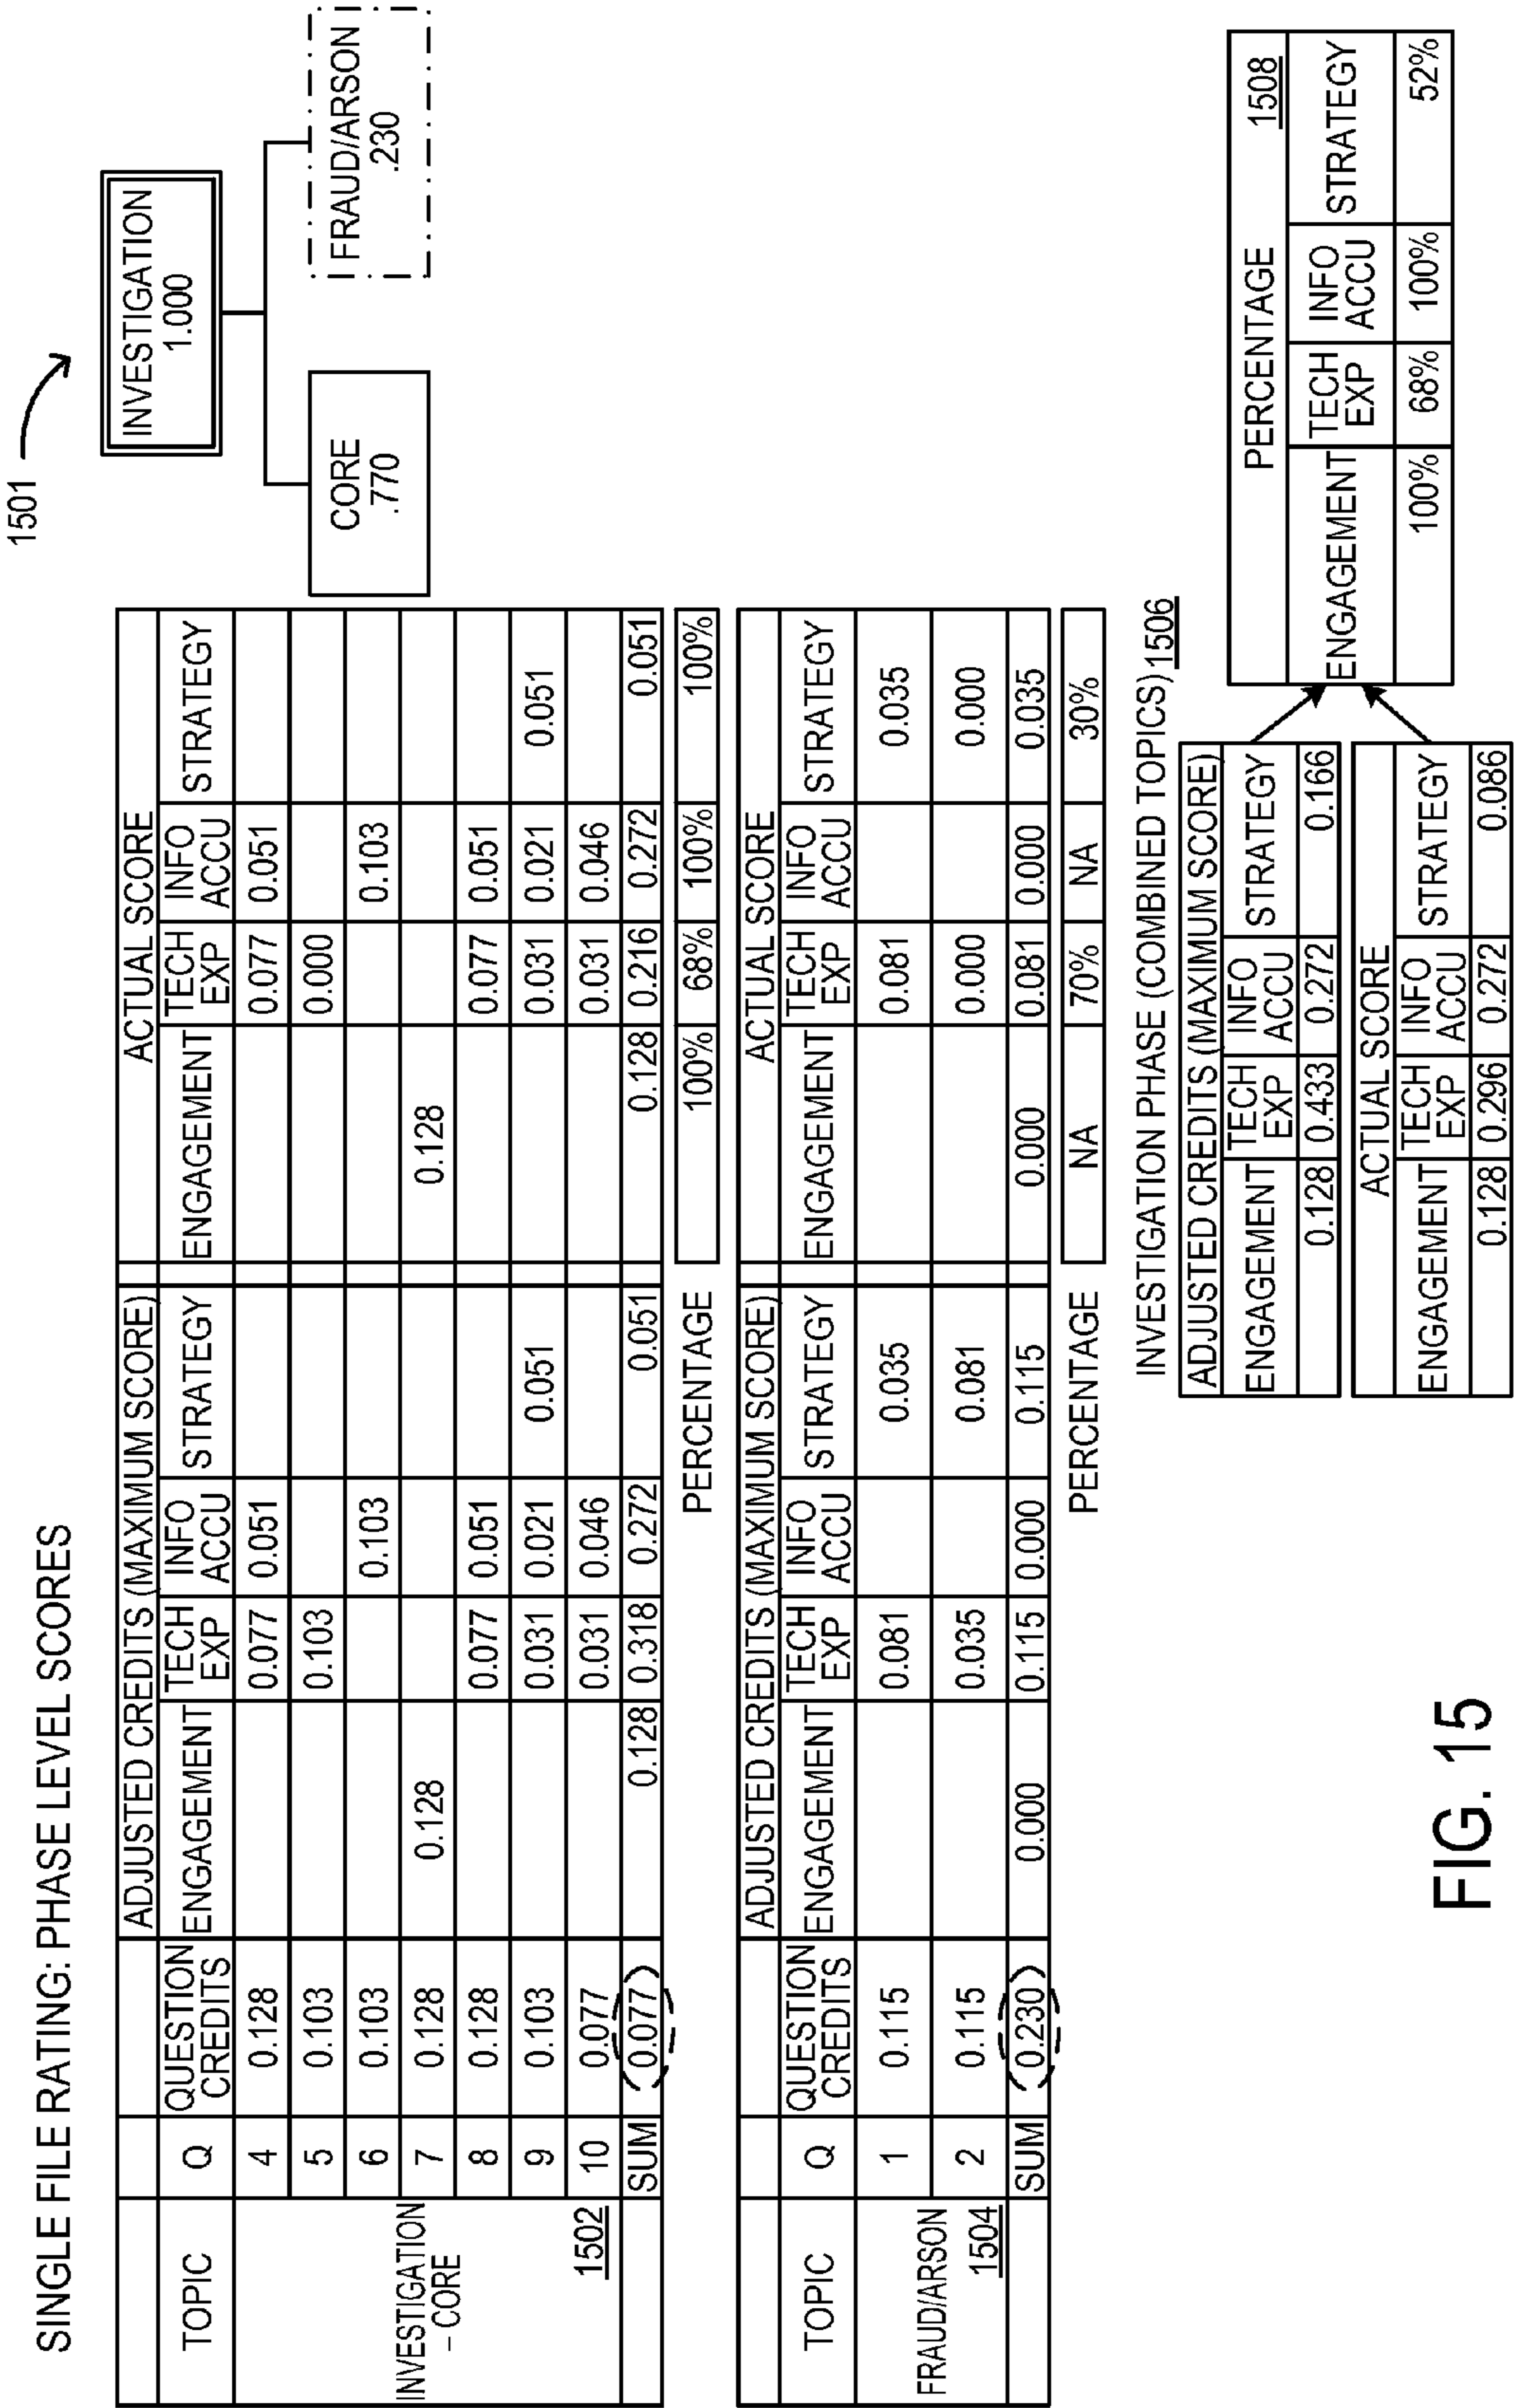 SINGLE FILE RATING: PHASE LEVEL SCORES
1501
INVESTIGATION
1.000
CORE
.770
FRAUD/ARSON
.230
ADJUSTED CREDITS (MAXIMUM SCORE) ACTUAL SCORE
TOPIC Q QUESTION CREDITS ENGAGEMENT TECH EXP INFO ACCU STRATEGY ENGAGEMENT TECH EXP INFO ACCU STRATEGY
INVESTIGATION
– CORE
1502
4 0.128 0.077 0.051 0.077 0.051
5 0.103 0.103 0.000
6 0.103 0.103 0.103
7 0.128 0.128 0.128
8 0.128 0.077 0.051 0.077 0.051
9 0.103 0.031 0.021 0.051 0.031 0.021 0.051
10 0.077 0.031 0.046 0.031 0.046
SUM 0.077 0.128 0.318 0.272 0.051 0.128 0.216 0.272 0.051
PERCENTAGE 100% 68% 100% 100%
ADJUSTED CREDITS (MAXIMUM SCORE) ACTUAL SCORE
TOPIC Q QUESTION CREDITS ENGAGEMENT TECH EXP INFO ACCU STRATEGY ENGAGEMENT TECH EXP INFO ACCU STRATEGY
FRAUD/ARSON
1504
1 0.115 0.081 0.035 0.081 0.035
2 0.115 0.035 0.081 0.000 0.000
SUM 0.230 0.000 0.115 0.000 0.115 0.000 0.081 0.000 0.035
PERCENTAGE NA 70% NA 30%
INVESTIGATION PHASE (COMBINED TOPICS) 1506
ADJUSTED CREDITS (MAXIMUM SCORE)
ENGAGEMENT TECH EXP INFO ACCU STRATEGY
0.128 0.433 0.272 0.166
ACTUAL SCORE
ENGAGEMENT TECH EXP INFO ACCU STRATEGY
0.128 0.296 0.272 0.086
PERCENTAGE 1508
ENGAGEMENT TECH EXP INFO ACCU STRATEGY
100% 68% 100% 52%
FIG. 15